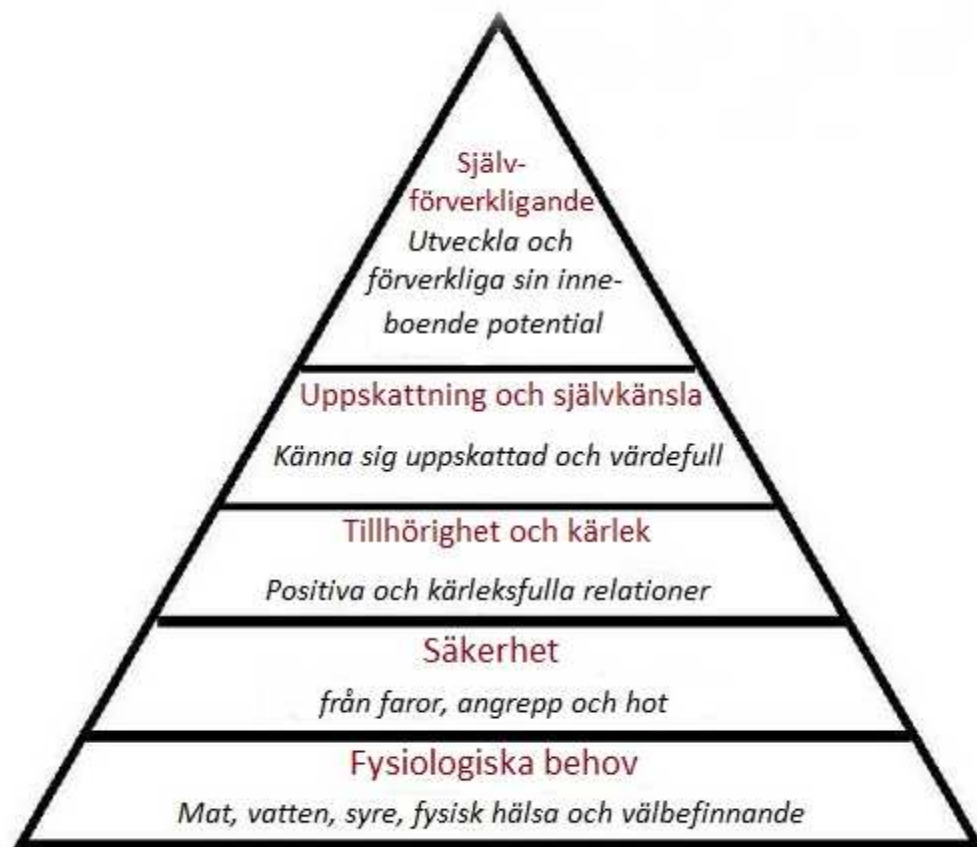 Själv-
förverkligande
Utveckla och
förverkliga sin inne-
boende potential
Uppskattning och självkänsla
Känna sig uppskattad och värdefull
Tillhörighet och kärlek
Positiva och kärleksfulla relationer
Säkerhet
från faror, angrepp och hot
Fysiologiska behov
Mat, vatten, syre, fysisk hälsa och välbefinnande